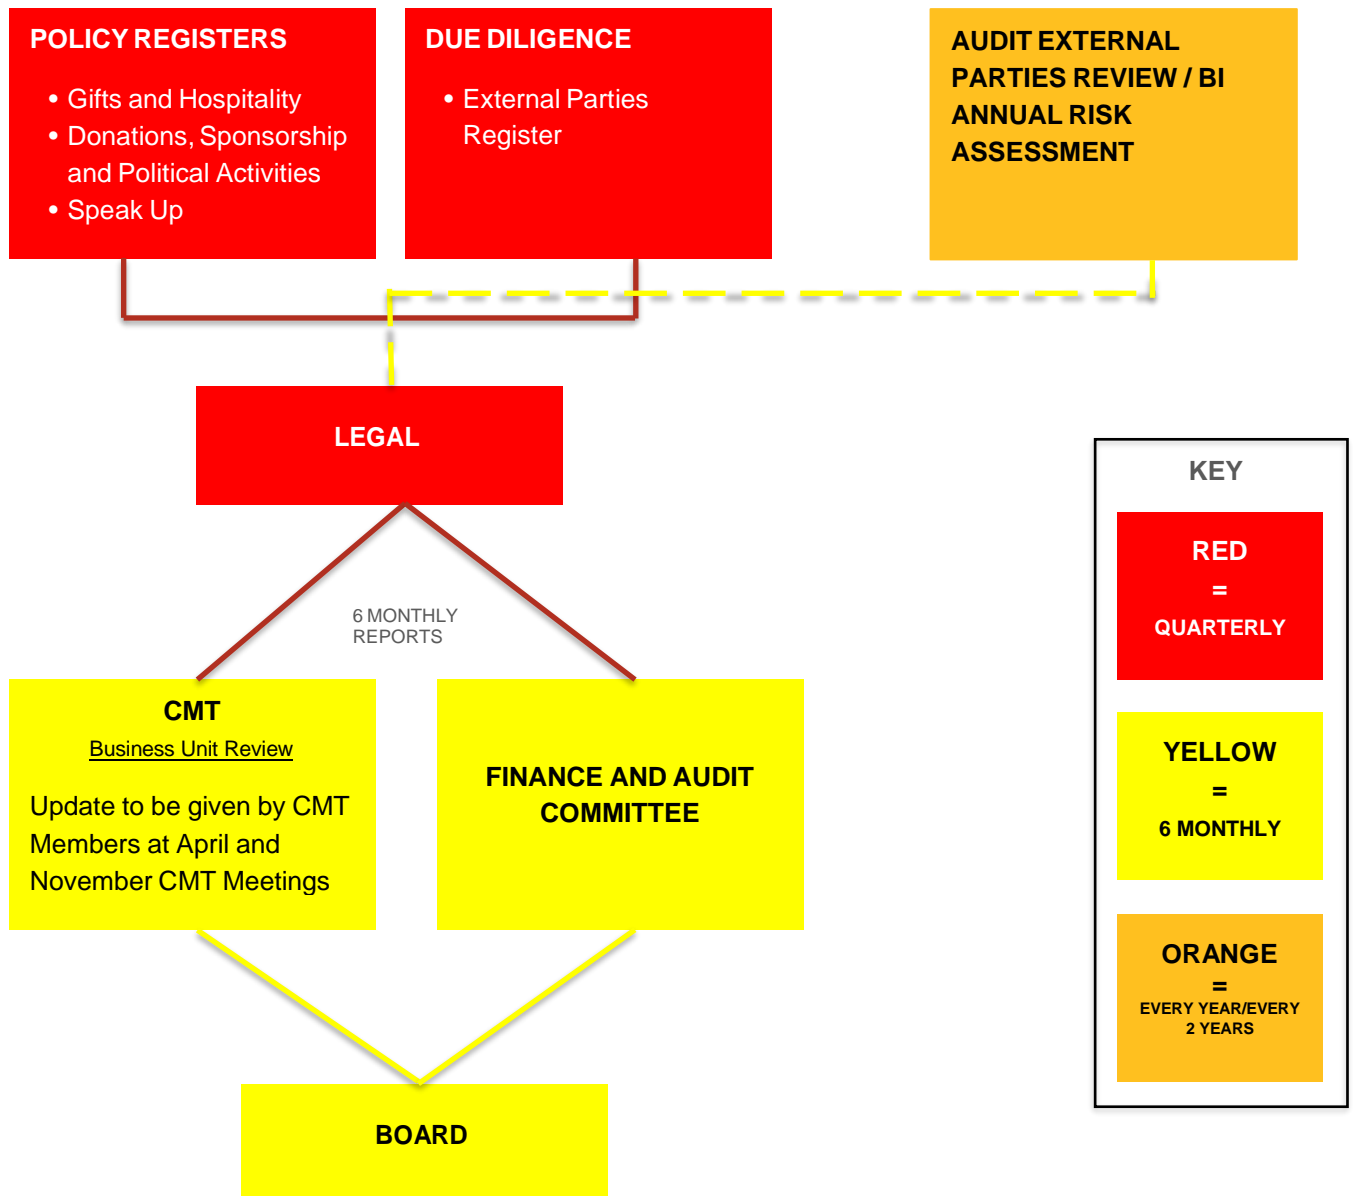 POLICY REGISTERS
• Gifts and Hospitality
• Donations, Sponsorship
and Political Activities
• Speak Up
DUE DILIGENCE
• External Parties
Register
AUDIT EXTERNAL
PARTIES REVIEW / BI
ANNUAL RISK
ASSESSMENT
LEGAL
6 MONTHLY
REPORTS
CMT
Business Unit Review
Update to be given by CMT
Members at April and
November CMT Meetings
FINANCE AND AUDIT
COMMITTEE
BOARD
KEY
RED
=
QUARTERLY
YELLOW
=
6 MONTHLY
ORANGE
=
EVERY YEAR/EVERY
2 YEARS